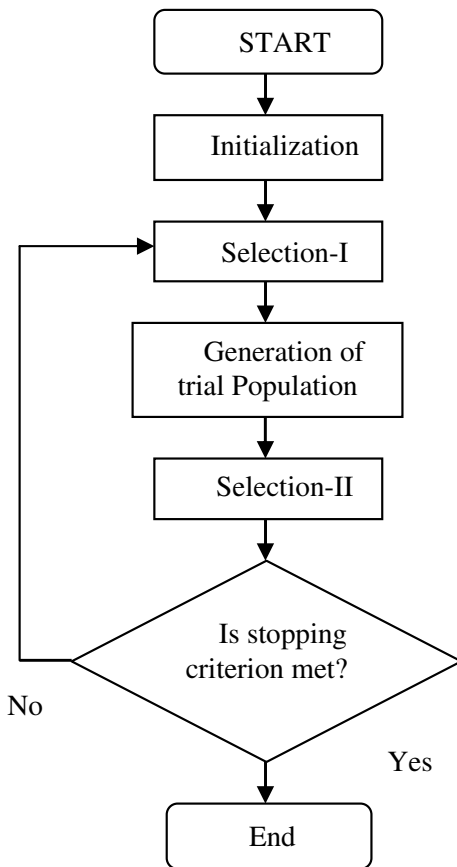 START
Initialization
Selection-I
Generation of
trial Population
Selection-II
Is stopping
criterion met?
No
Yes
End